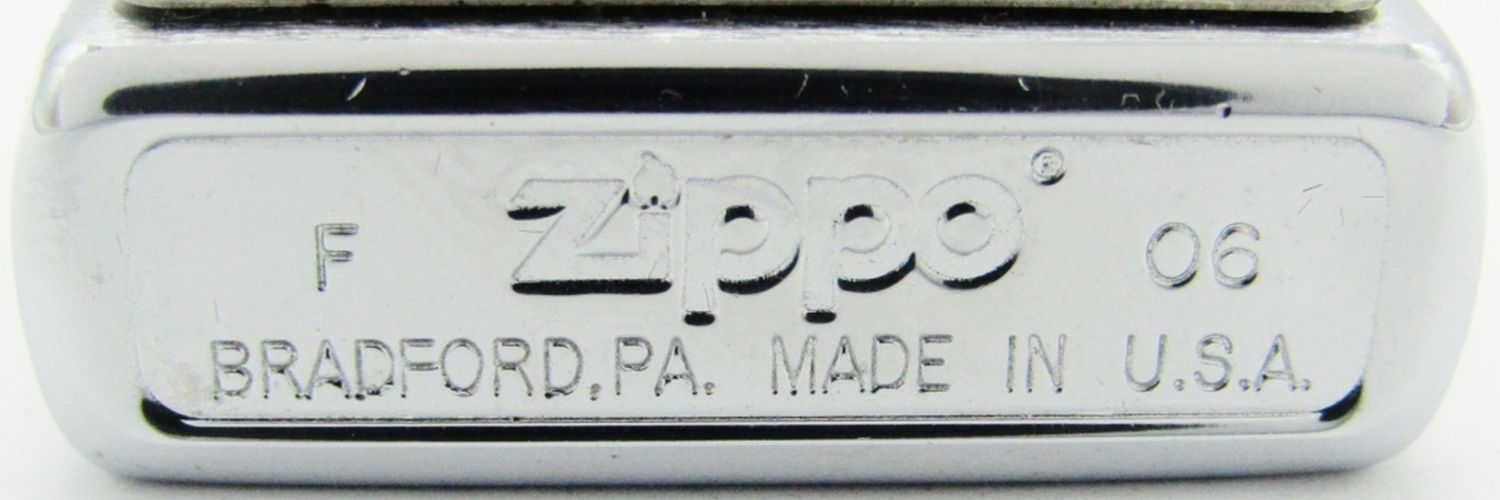 F Zippo® 06
BRADFORD, PA. MADE IN U.S.A.